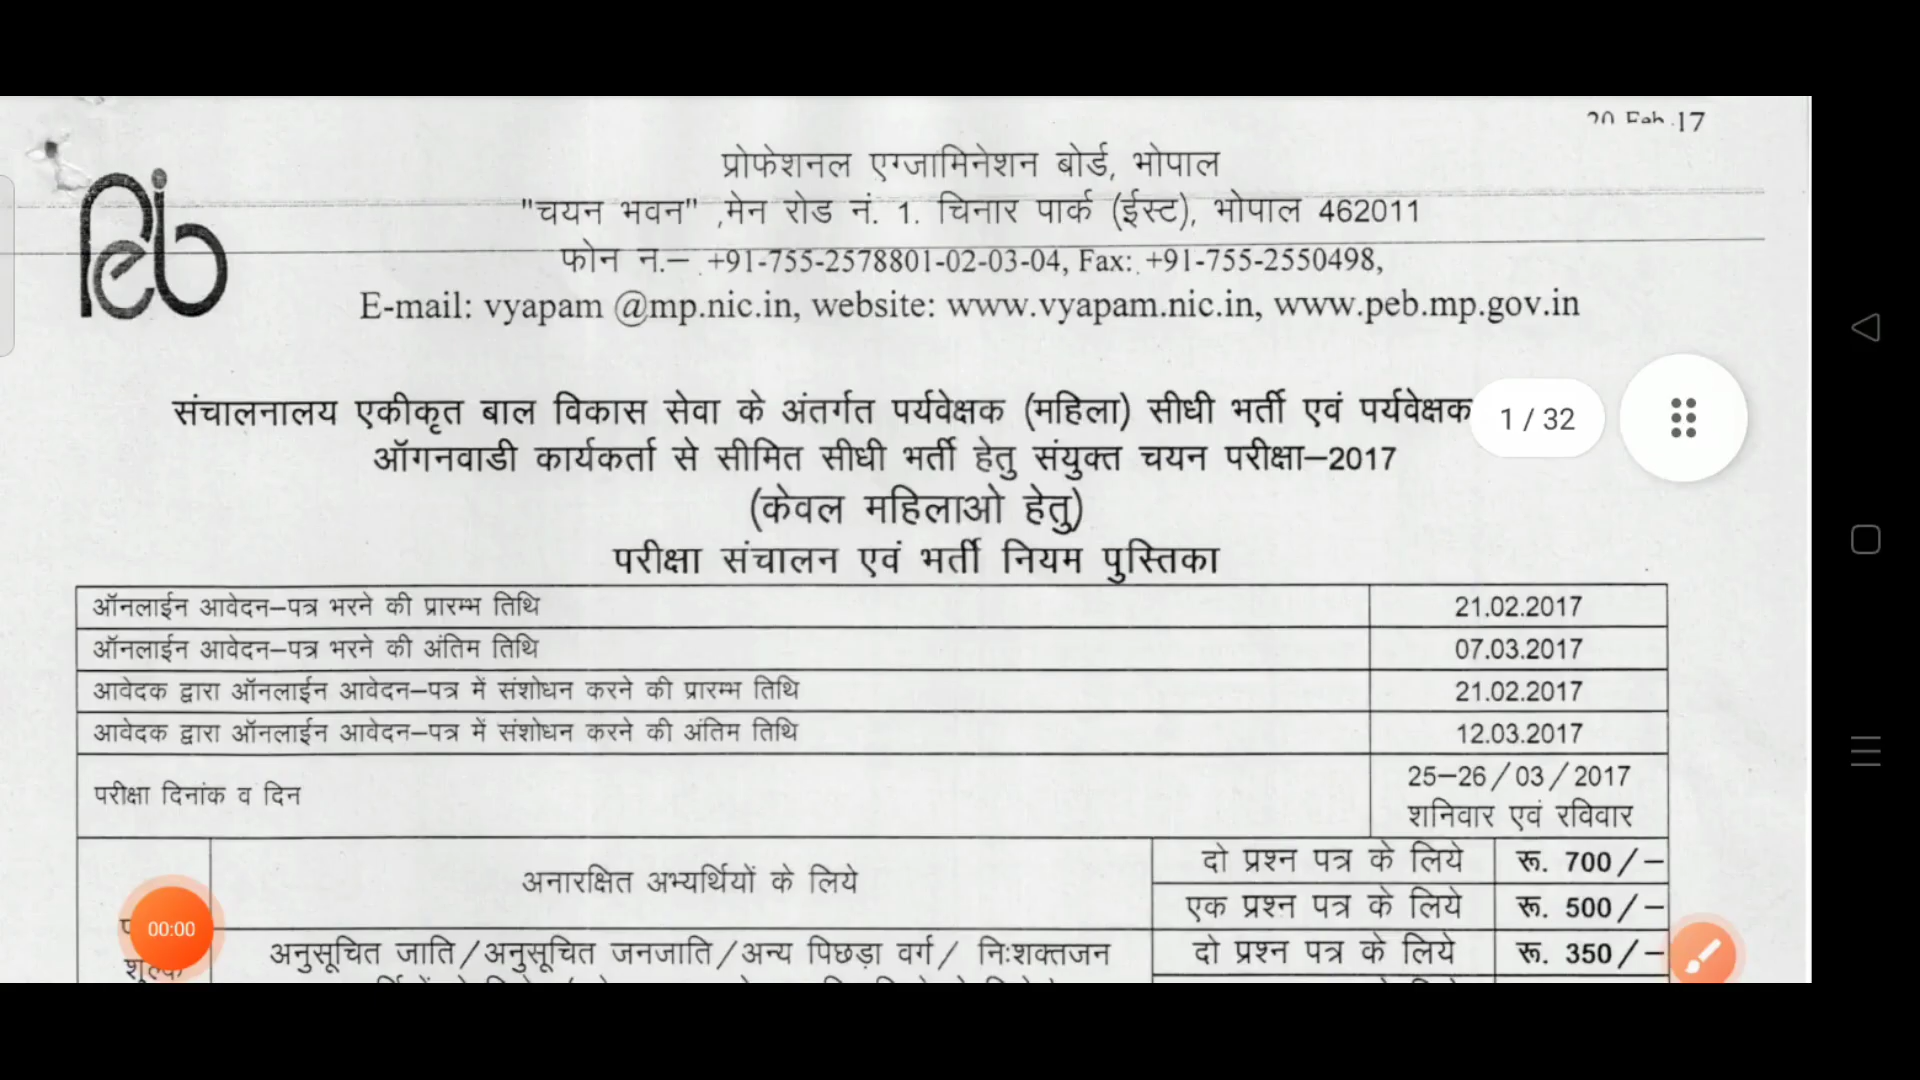 20 Feb 17
Peb
प्रोफेशनल एग्जामिनेशन बोर्ड, भोपाल
"चयन भवन" ,मेन रोड नं. 1. चिनार पार्क (ईस्ट), भोपाल 462011
फोन न.– +91-755-2578801-02-03-04, Fax: +91-755-2550498,
E-mail: vyapam @mp.nic.in, website: www.vyapam.nic.in, www.peb.mp.gov.in
संचालनालय एकीकृत बाल विकास सेवा के अंतर्गत पर्यवेक्षक (महिला) सीधी भर्ती एवं पर्यवेक्षक
1 / 32
ऑगनवाडी कार्यकर्ता से सीमित सीधी भर्ती हेतु संयुक्त चयन परीक्षा–2017
(केवल महिलाओ हेतु)
परीक्षा संचालन एवं भर्ती नियम पुस्तिका
ऑनलाईन आवेदन–पत्र भरने की प्रारम्भ तिथि 21.02.2017
ऑनलाईन आवेदन–पत्र भरने की अंतिम तिथि 07.03.2017
आवेदक द्वारा ऑनलाईन आवेदन–पत्र में संशोधन करने की प्रारम्भ तिथि 21.02.2017
आवेदक द्वारा ऑनलाईन आवेदन–पत्र में संशोधन करने की अंतिम तिथि 12.03.2017
परीक्षा दिनांक व दिन 25–26/03/2017
शनिवार एवं रविवार
अनारक्षित अभ्यर्थियों के लिये
दो प्रश्न पत्र के लिये रू. 700/–
एक प्रश्न पत्र के लिये रू. 500/–
00:00
शुल्क
अनुसूचित जाति/अनुसूचित जनजाति/अन्य पिछड़ा वर्ग/ निःशक्तजन
दो प्रश्न पत्र के लिये रू. 350/–